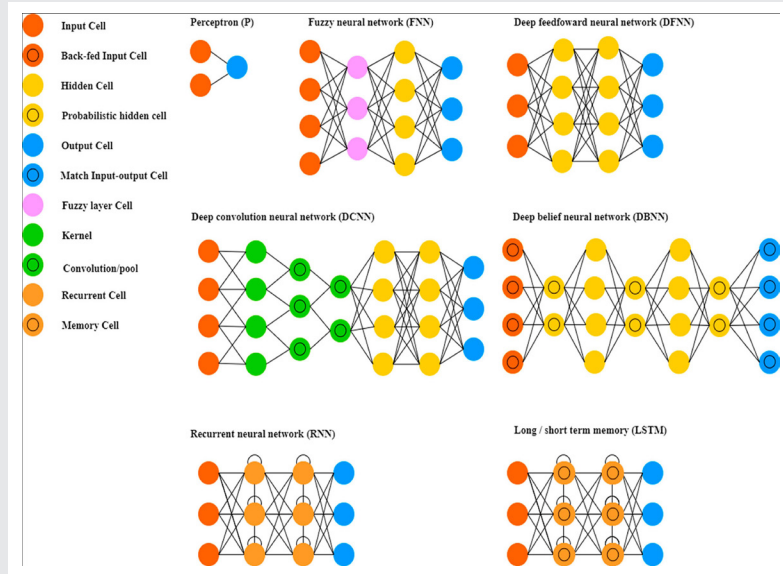 Input Cell
Back-fed Input Cell
Hidden Cell
Probilistic hidden cell
Output Cell
Match Input-output Cell
Fuzzy layer Cell
Kernel
Convolution/pool
Recurrent Cell
Memory Cell
Perceptron (P)
Fuzzy neural network (FNN)
Deep feedfoward neural network (DFNN)
Deep convolution neural network (DCNN)
Deep belief neural network (DBNN)
Recurrent neural network (RNN)
Long / short term memory (LSTM)